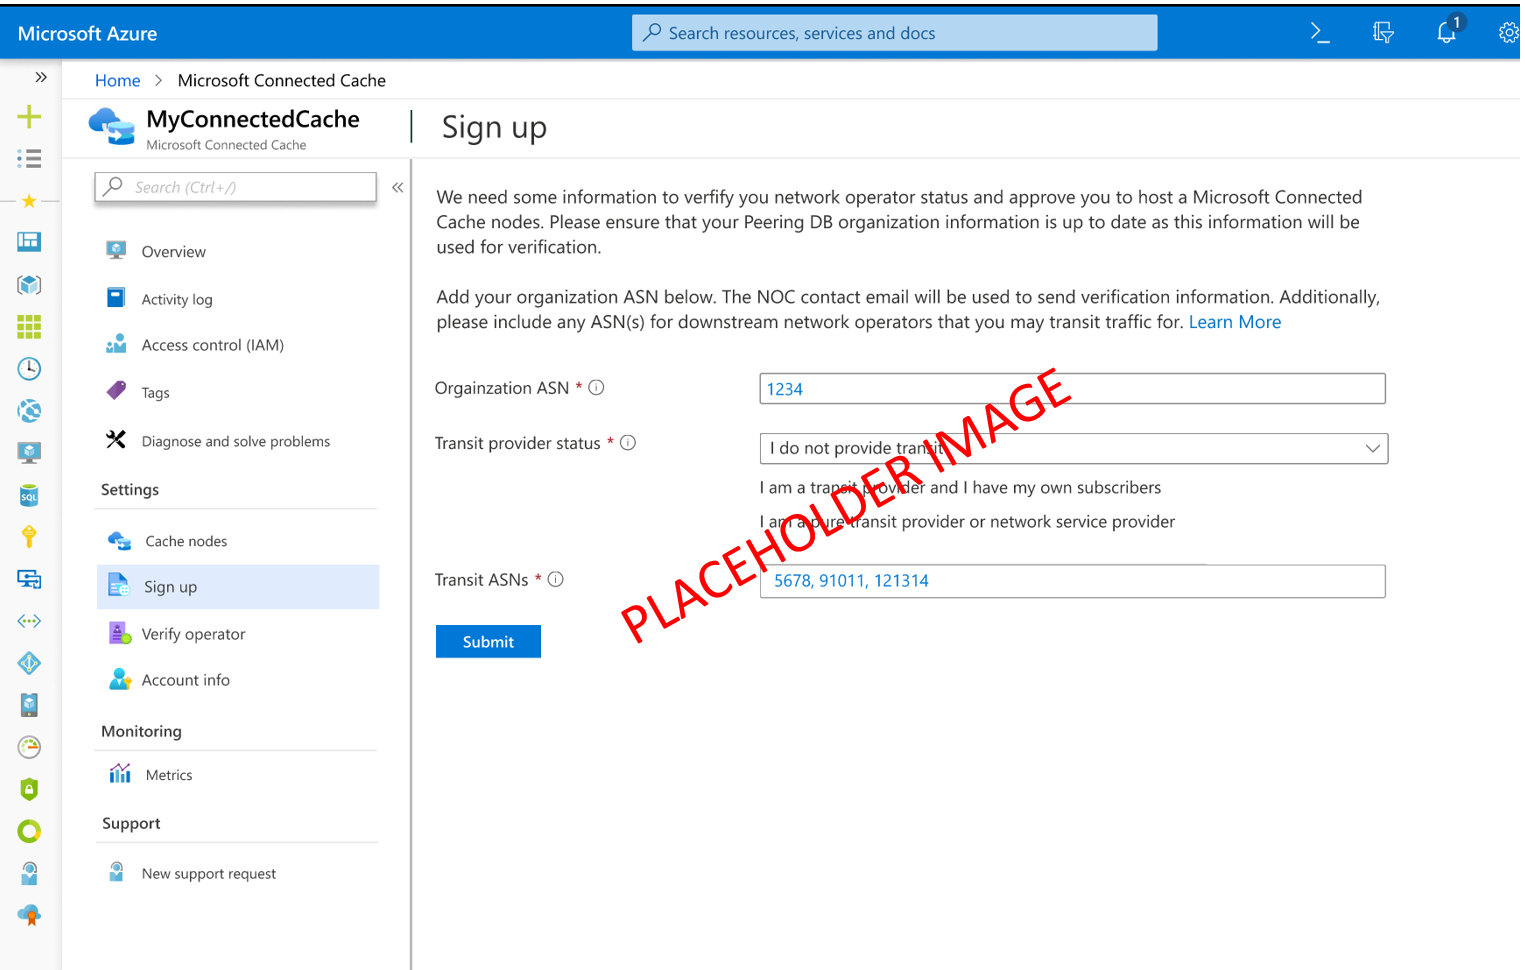 Microsoft Azure
Search resources, services and docs
1
Home > Microsoft Connected Cache
MyConnectedCache
Microsoft Connected Cache
Sign up
Search (Ctrl+/)
«
Overview
Activity log
Access control (IAM)
Tags
Diagnose and solve problems
Settings
Cache nodes
Sign up
Verify operator
Account info
Monitoring
Metrics
Support
New support request
SQL
We need some information to verfify you network operator status and approve you to host a Microsoft Connected
Cache nodes. Please ensure that your Peering DB organization information is up to date as this information will be
used for verification.
Add your organization ASN below. The NOC contact email will be used to send verification information. Additionally,
please include any ASN(s) for downstream network operators that you may transit traffic for. Learn More
Orgainzation ASN *
1234
Transit provider status *
I do not provide transit
I am a transit provider and I have my own subscribers
I am a pure transit provider or network service provider
Transit ASNs *
5678, 91011, 121314
Submit
PLACEHOLDER IMAGE